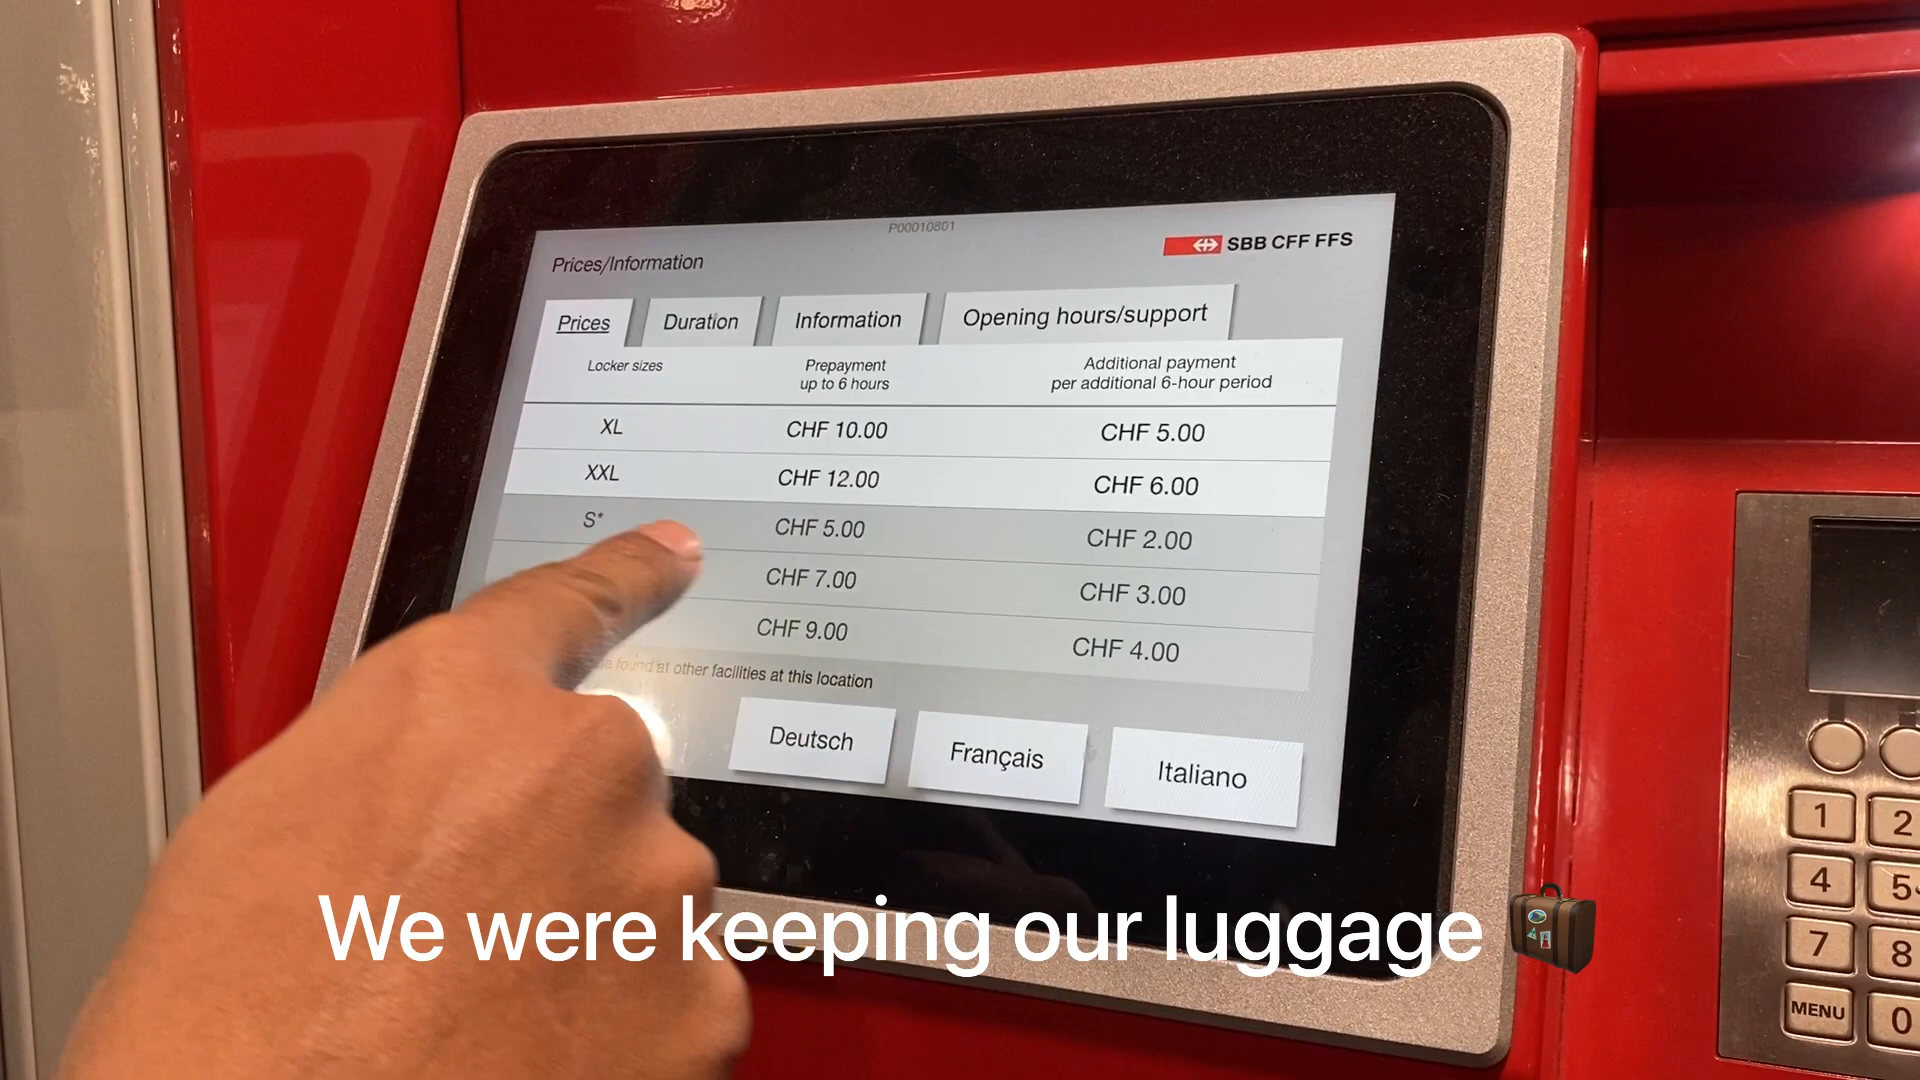 P00010801
Prices/Information
SBB CFF FFS
Prices
Duration
Information
Opening hours/support
Locker sizes
Prepayment
up to 6 hours
Additional payment
per additional 6-hour period
XL CHF 10.00 CHF 5.00
XXL CHF 12.00 CHF 6.00
S* CHF 5.00 CHF 2.00
CHF 7.00 CHF 3.00
CHF 9.00 CHF 4.00
found at other facilities at this location
Deutsch
Français
Italiano
1 2
4 5
7 8
MENU 0
We were keeping our luggage